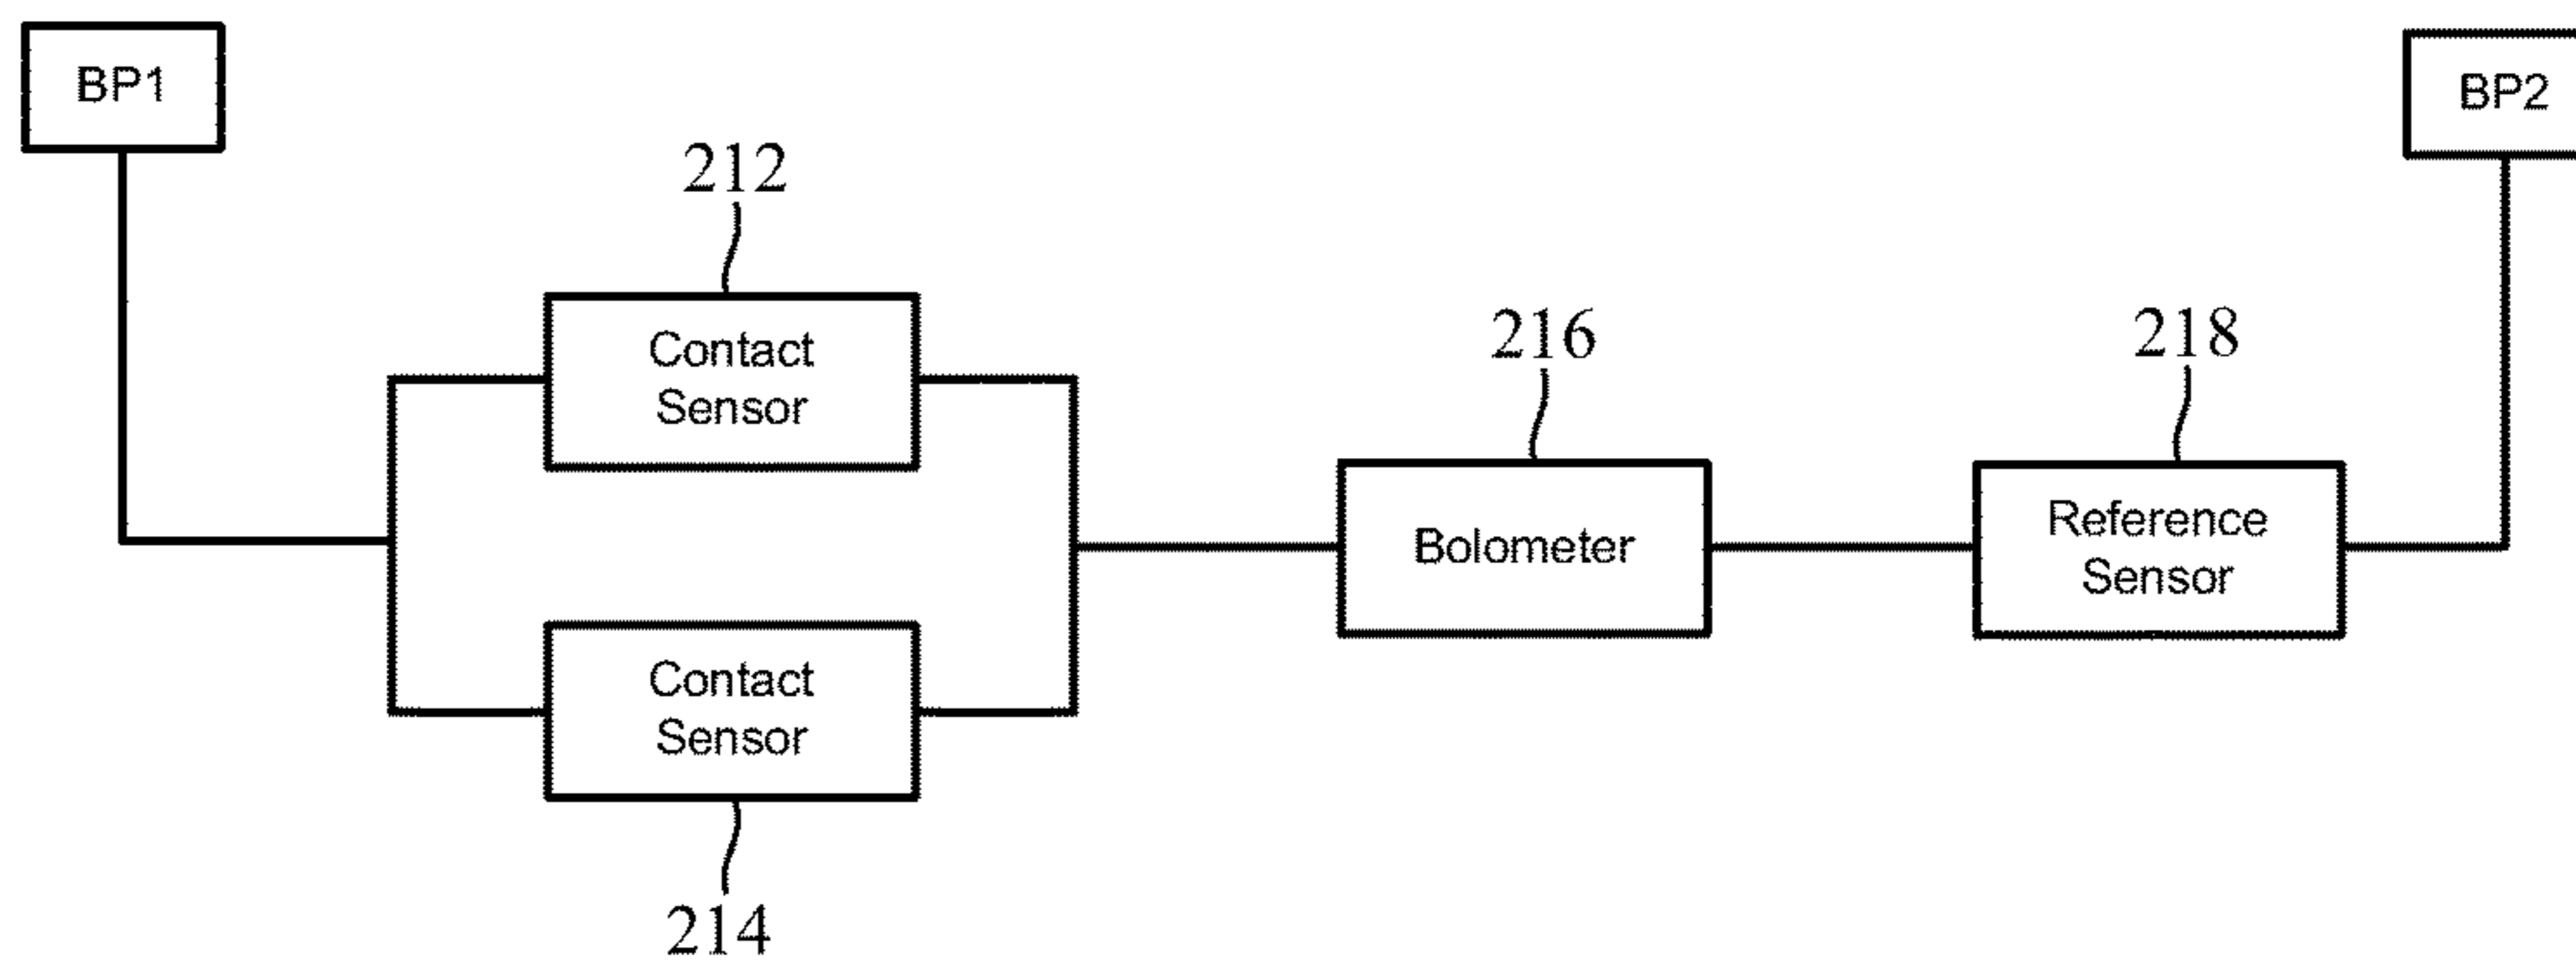 BP1
BP2
212
Contact
Sensor
216
218
Bolometer
Reference
Sensor
Contact
Sensor
214